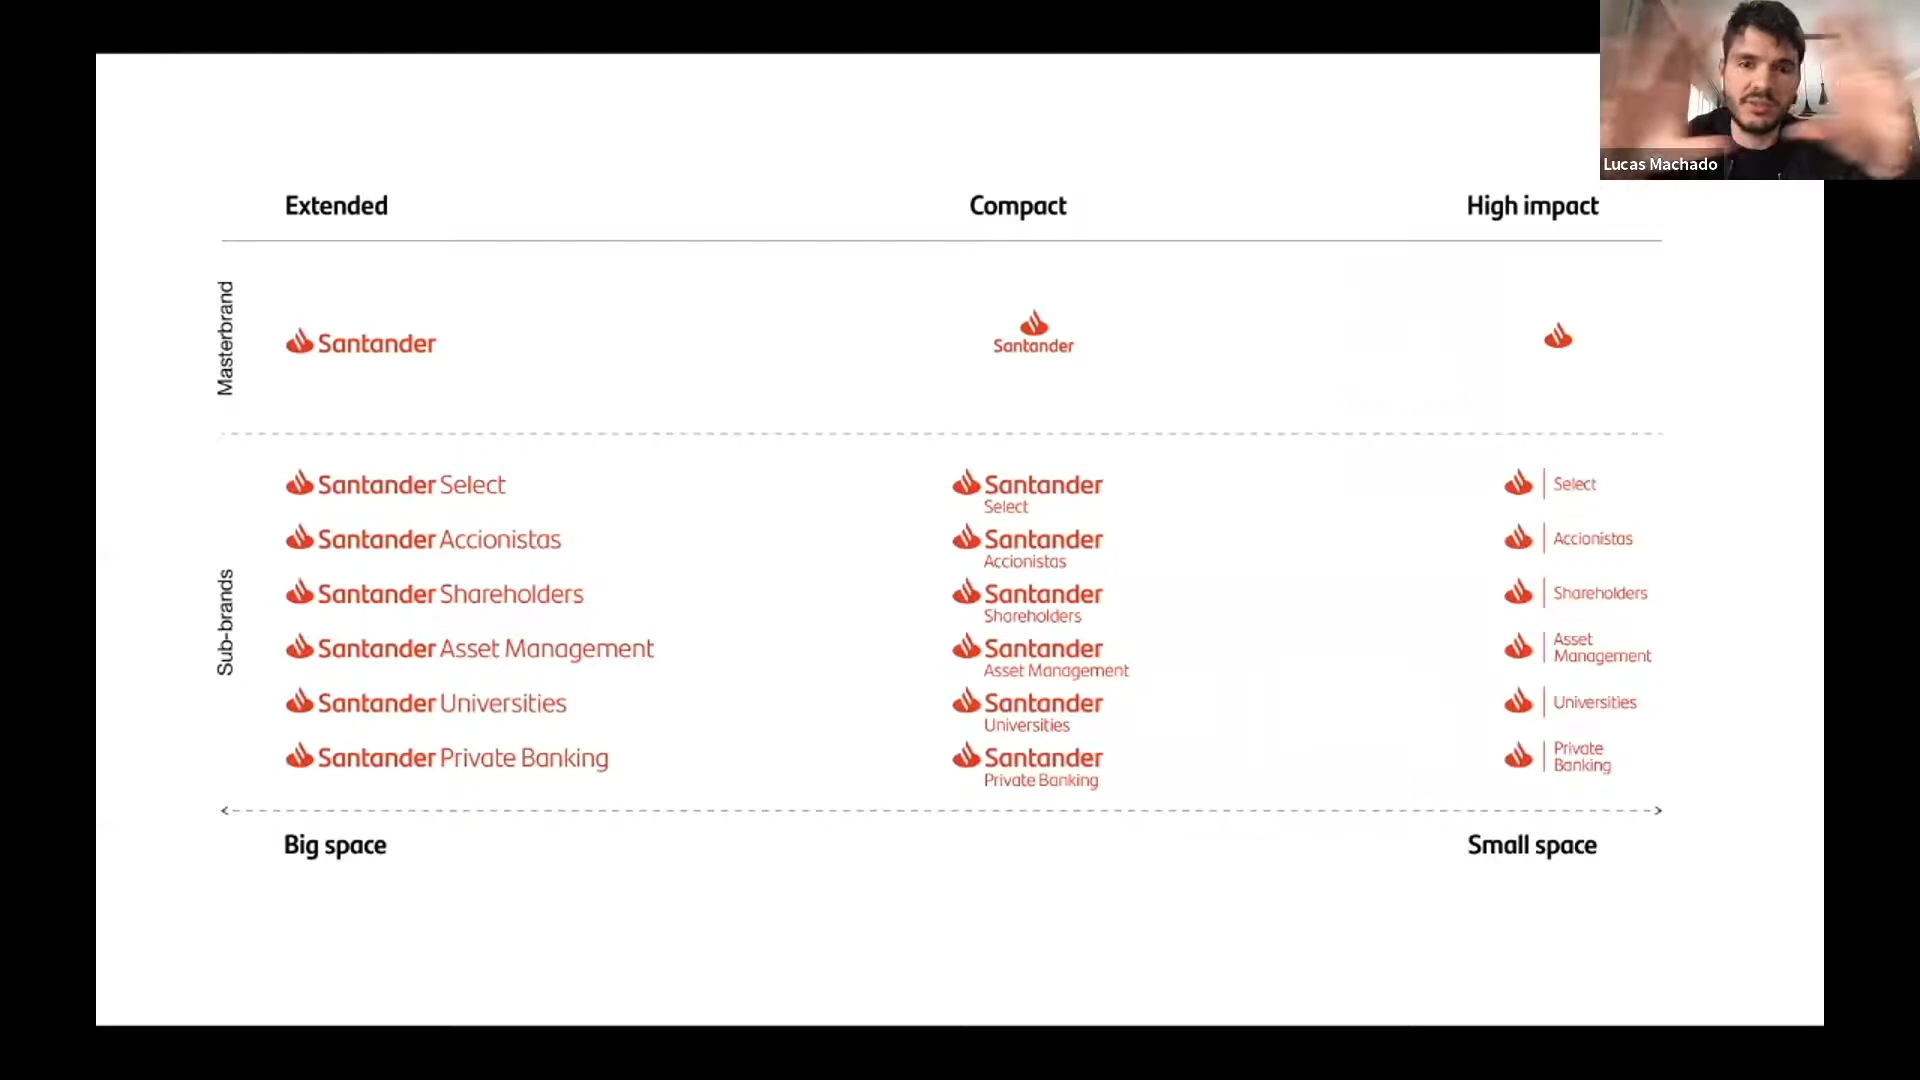 Lucas Machado
Extended
Compact
High impact
Masterbrand
Santander
Santander
Sub-brands
Santander Select
Santander
Select
Select
Santander Accionistas
Santander
Accionistas
Accionistas
Santander Shareholders
Santander
Shareholders
Shareholders
Santander Asset Management
Santander
Asset Management
Asset
Management
Santander Universities
Santander
Universities
Universities
Santander Private Banking
Santander
Private Banking
Private
Banking
Big space
Small space